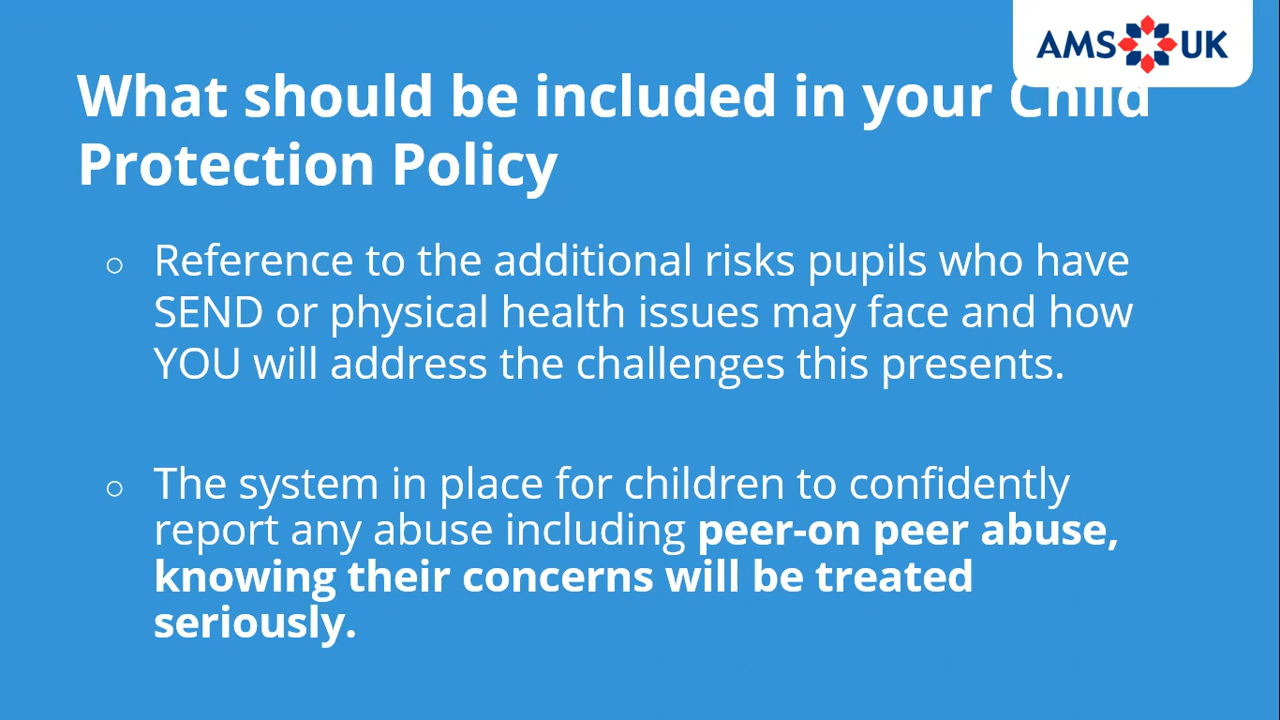 AMS UK
What should be included in your Child
Protection Policy
○ Reference to the additional risks pupils who have
SEND or physical health issues may face and how
YOU will address the challenges this presents.
○ The system in place for children to confidently
report any abuse including peer-on peer abuse,
knowing their concerns will be treated
seriously.